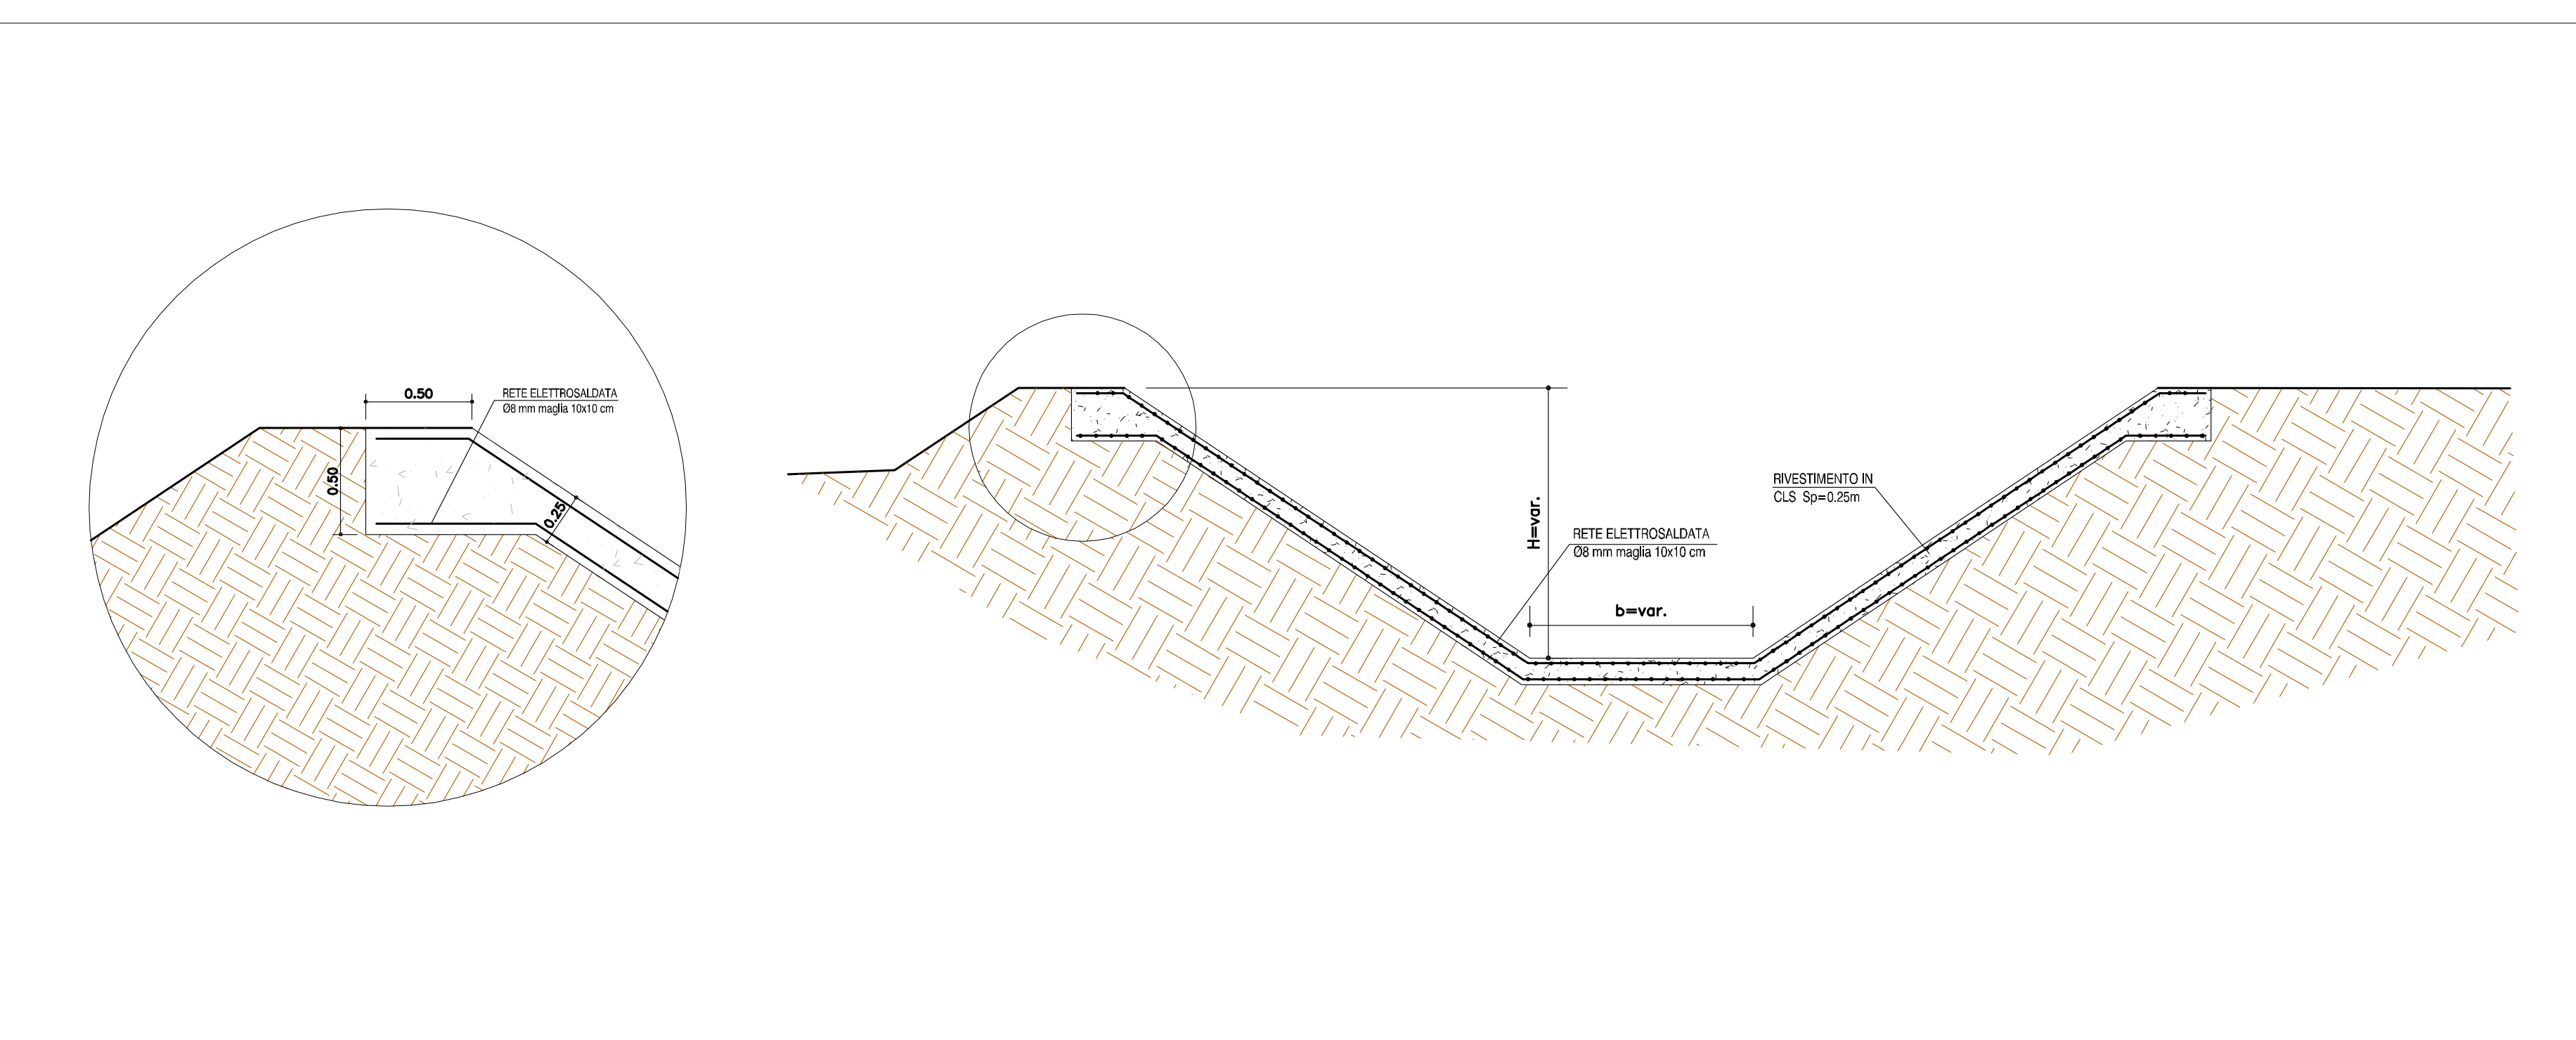 0.50
RETE ELETTROSALDATA
Ø8 mm maglia 10x10 cm
0.50
0.25
H=var.
RIVESTIMENTO IN
CLS Sp=0.25m
RETE ELETTROSALDATA
Ø8 mm maglia 10x10 cm
b=var.